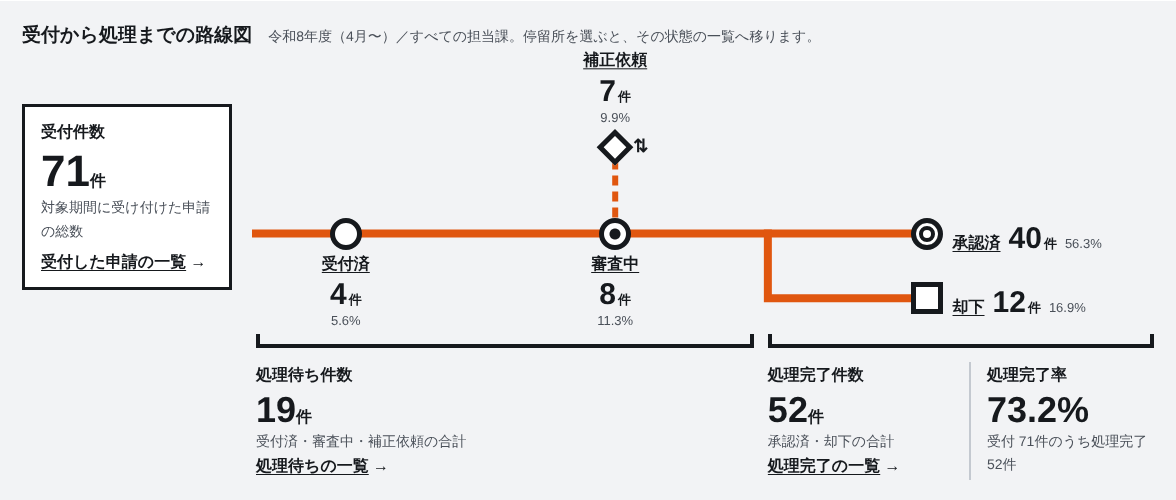 受付から処理までの路線図 令和8年度（4月〜）／すべての担当課。停留所を選ぶと、その状態の一覧へ移ります。
補正依頼
7件
9.9%
⇅
受付件数
71件
対象期間に受け付けた申請
の総数
受付した申請の一覧 →
受付済
4件
5.6%
審査中
8件
11.3%
承認済 40件 56.3%
却下 12件 16.9%
処理待ち件数
19件
受付済・審査中・補正依頼の合計
処理待ちの一覧 →
処理完了件数
52件
承認済・却下の合計
処理完了の一覧 →
処理完了率
73.2%
受付 71件のうち処理完了
52件